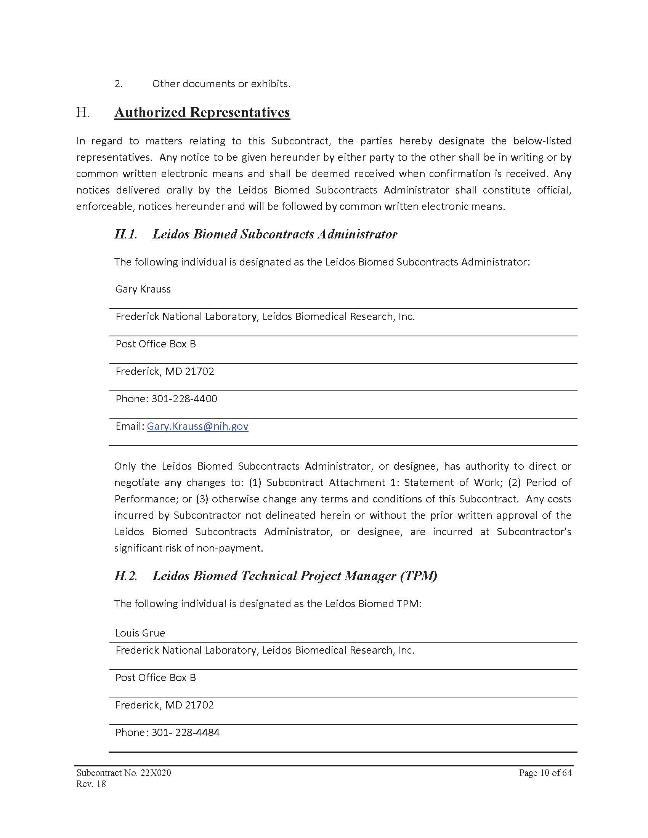 2. Other documents or exhibits.
H. Authorized Representatives
In regard to matters relating to this Subcontract, the parties hereby designate the below-listed
representatives. Any notice to be given hereunder by either party to the other shall be in writing or by
common written electronic means and shall be deemed received when confirmation is received. Any
notices delivered orally by the Leidos Biomed Subcontracts Administrator shall constitute official,
enforceable, notices hereunder and will be followed by common written electronic means.
H.1. Leidos Biomed Subcontracts Administrator
The following individual is designated as the Leidos Biomed Subcontracts Administrator:
Gary Krauss
Frederick National Laboratory, Leidos Biomedical Research, Inc.
Post Office Box B
Frederick, MD 21702
Phone: 301-228-4400
Email: Gary.Krauss@nih.gov
Only the Leidos Biomed Subcontracts Administrator, or designee, has authority to direct or
negotiate any changes to: (1) Subcontract Attachment 1: Statement of Work; (2) Period of
Performance; or (3) otherwise change any terms and conditions of this Subcontract. Any costs
incurred by Subcontractor not delineated herein or without the prior written approval of the
Leidos Biomed Subcontracts Administrator, or designee, are incurred at Subcontractor's
significant risk of non-payment.
H.2. Leidos Biomed Technical Project Manager (TPM)
The following individual is designated as the Leidos Biomed TPM:
Louis Grue
Frederick National Laboratory, Leidos Biomedical Research, Inc.
Post Office Box B
Frederick, MD 21702
Phone: 301- 228-4484
Subcontract No. 22X020 Page 10 of 64
Rev. 18